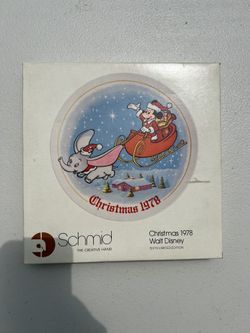 Christmas 1978
Schmid
THE CREATIVE HAND
Christmas 1978
Walt Disney